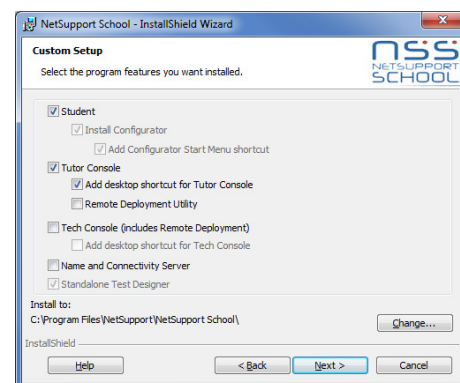 NetSupport School - InstallShield Wizard
Custom Setup
Select the program features you want installed.
nss
NETSUPPORT
SCHOOL
Student
Install Configurator
Add Configurator Start Menu shortcut
Tutor Console
Add desktop shortcut for Tutor Console
Remote Deployment Utility
Tech Console (includes Remote Deployment)
Add desktop shortcut for Tech Console
Name and Connectivity Server
Standalone Test Designer
Install to:
C:\Program Files\NetSupport\NetSupport School\
Change...
InstallShield
Help
< Back
Next >
Cancel